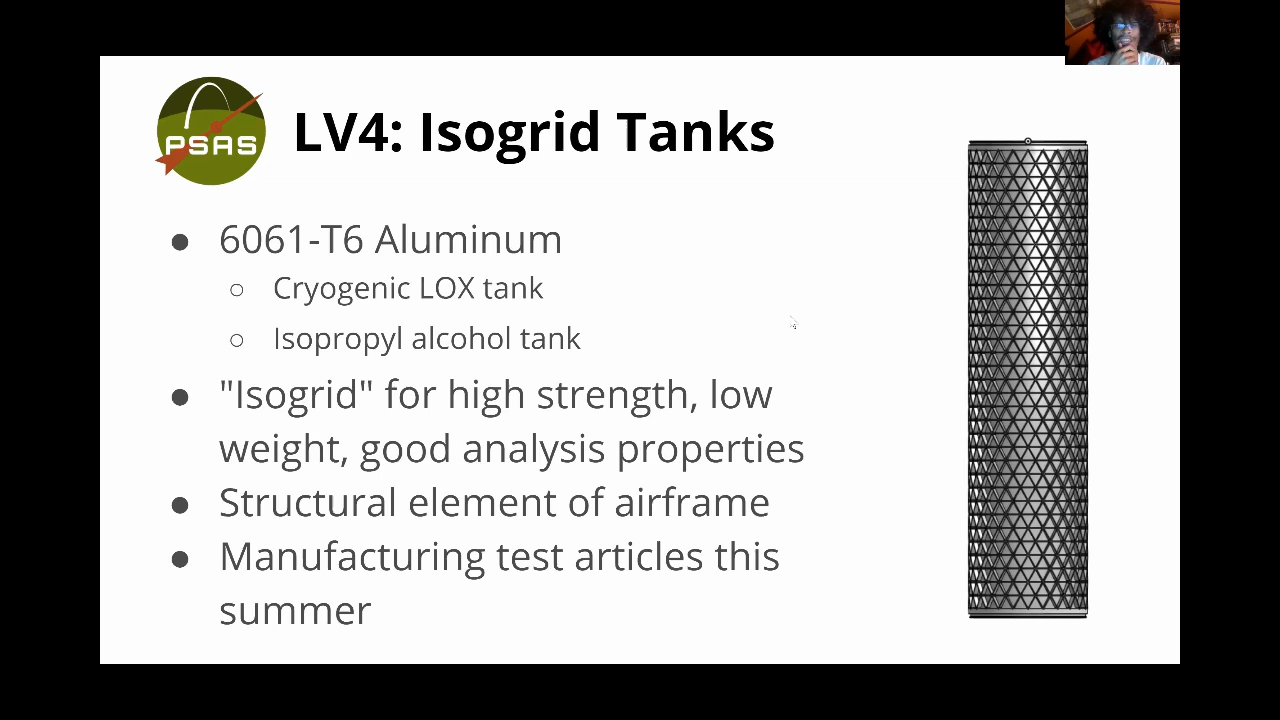 PSAS
LV4: Isogrid Tanks
● 6061-T6 Aluminum
○ Cryogenic LOX tank
○ Isopropyl alcohol tank
● "Isogrid" for high strength, low
weight, good analysis properties
● Structural element of airframe
● Manufacturing test articles this
summer